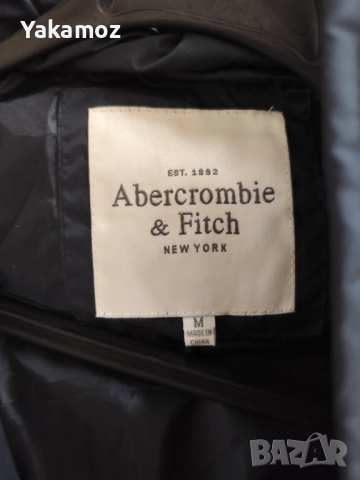 Yakamoz
EST. 1892
Abercrombie
& Fitch
NEW YORK
M
MADE IN
CHINA
BAZAR